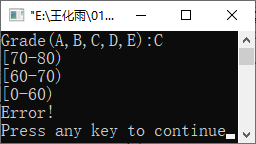 "E:\王化雨\01...
Grade(A,B,C,D,E):C
[70-80)
[60-70)
[0-60)
Error!
Press any key to continue